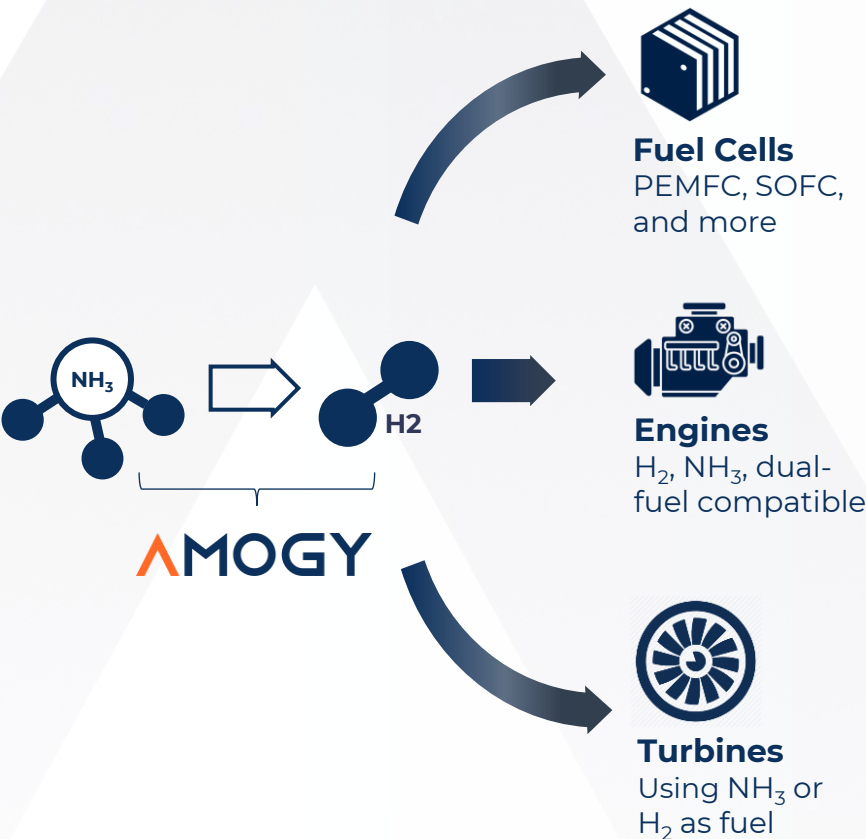 Fuel Cells
PEMFC, SOFC,
and more
NH₃
H2
AMOGY
Engines
H₂, NH₃, dual-
fuel compatible
Turbines
Using NH₃ or
H₂ as fuel